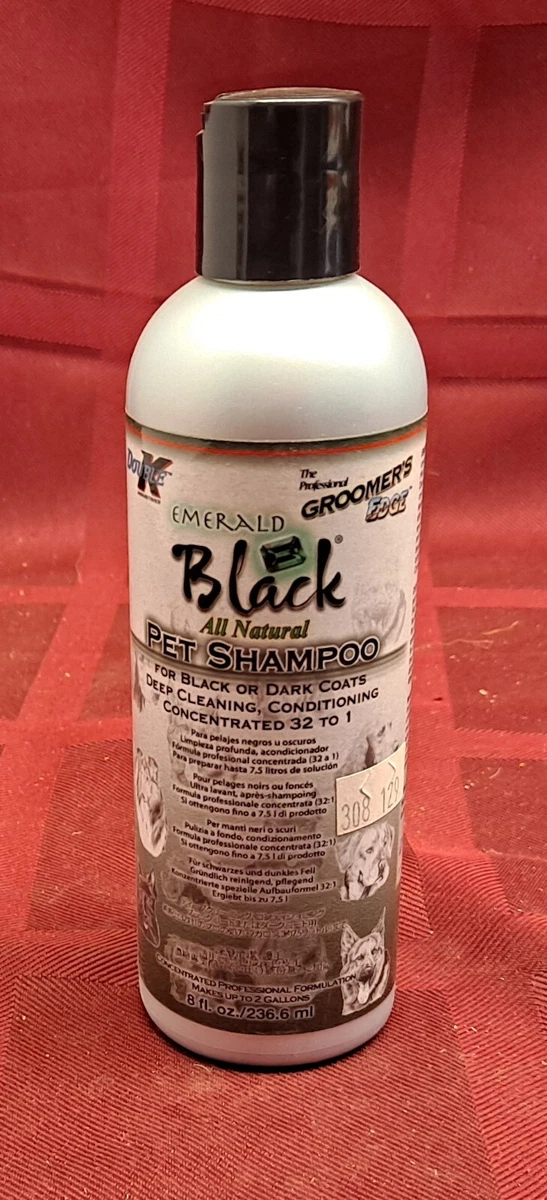 DOUBLE K
The
Professional
GROOMER'S
EDGE™
EMERALD
Black®
All Natural
PET SHAMPOO
FOR BLACK OR DARK COATS
DEEP CLEANING, CONDITIONING
CONCENTRATED 32 TO 1
Para pelajes negros u oscuros
Limpieza profunda, acondicionador
Fórmula profesional concentrada (32 a 1)
Para preparar hasta 7,5 litros de solución
Pour pelages noirs ou foncés
Ultra lavant, après-shampoing
Formula professionale concentrata (32:1)
Si ottengono fino a 7.5 l di prodotto
308 129
Per manti neri o scuri
Pulizia a fondo, condizionamento
Formula professionale concentrata (32:1)
Si ottengono fino a 7.5 l di prodotto
Für schwarzes und dunkles Fell
Gründlich reinigend, pflegend
Konzentrierte spezielle Aufbauformel 32:1
Ergiebt bis zu 7,5 l
CONCENTRATED PROFESSIONAL FORMULATION
MAKES UP TO 2 GALLONS
8 fl. oz./236.6 ml